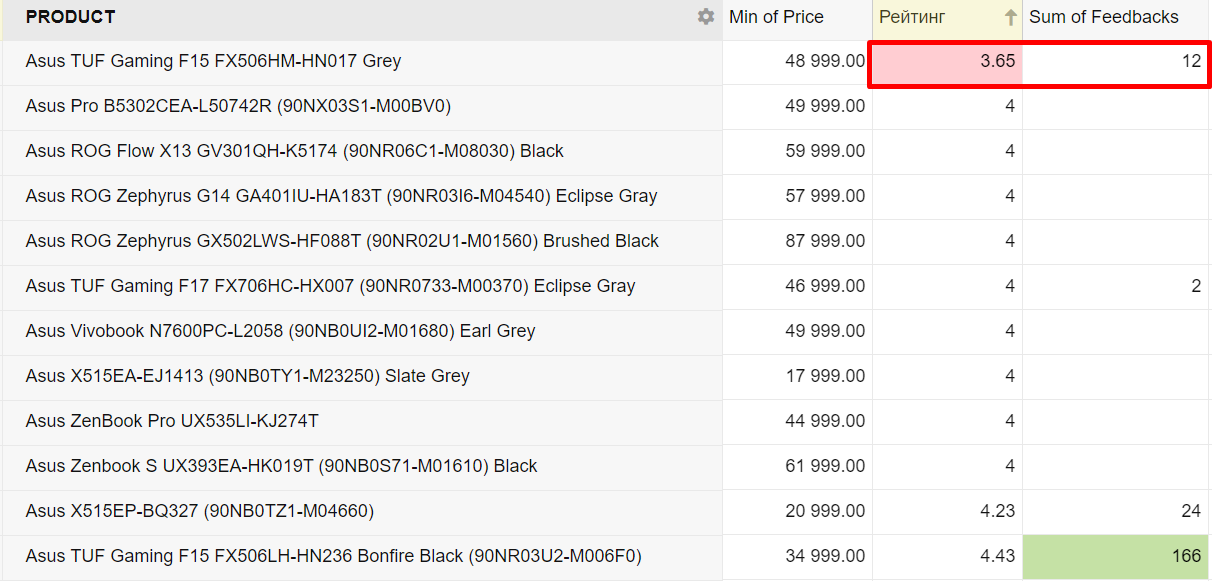 PRODUCT Min of Price Рейтинг Sum of Feedbacks
Asus TUF Gaming F15 FX506HM-HN017 Grey 48 999.00 3.65 12
Asus Pro B5302CEA-L50742R (90NX03S1-M00BV0) 49 999.00 4
Asus ROG Flow X13 GV301QH-K5174 (90NR06C1-M08030) Black 59 999.00 4
Asus ROG Zephyrus G14 GA401IU-HA183T (90NR03I6-M04540) Eclipse Gray 57 999.00 4
Asus ROG Zephyrus GX502LWS-HF088T (90NR02U1-M01560) Brushed Black 87 999.00 4
Asus TUF Gaming F17 FX706HC-HX007 (90NR0733-M00370) Eclipse Gray 46 999.00 4 2
Asus Vivobook N7600PC-L2058 (90NB0UI2-M01680) Earl Grey 49 999.00 4
Asus X515EA-EJ1413 (90NB0TY1-M23250) Slate Grey 17 999.00 4
Asus ZenBook Pro UX535LI-KJ274T 44 999.00 4
Asus Zenbook S UX393EA-HK019T (90NB0S71-M01610) Black 61 999.00 4
Asus X515EP-BQ327 (90NB0TZ1-M04660) 20 999.00 4.23 24
Asus TUF Gaming F15 FX506LH-HN236 Bonfire Black (90NR03U2-M006F0) 34 999.00 4.43 166